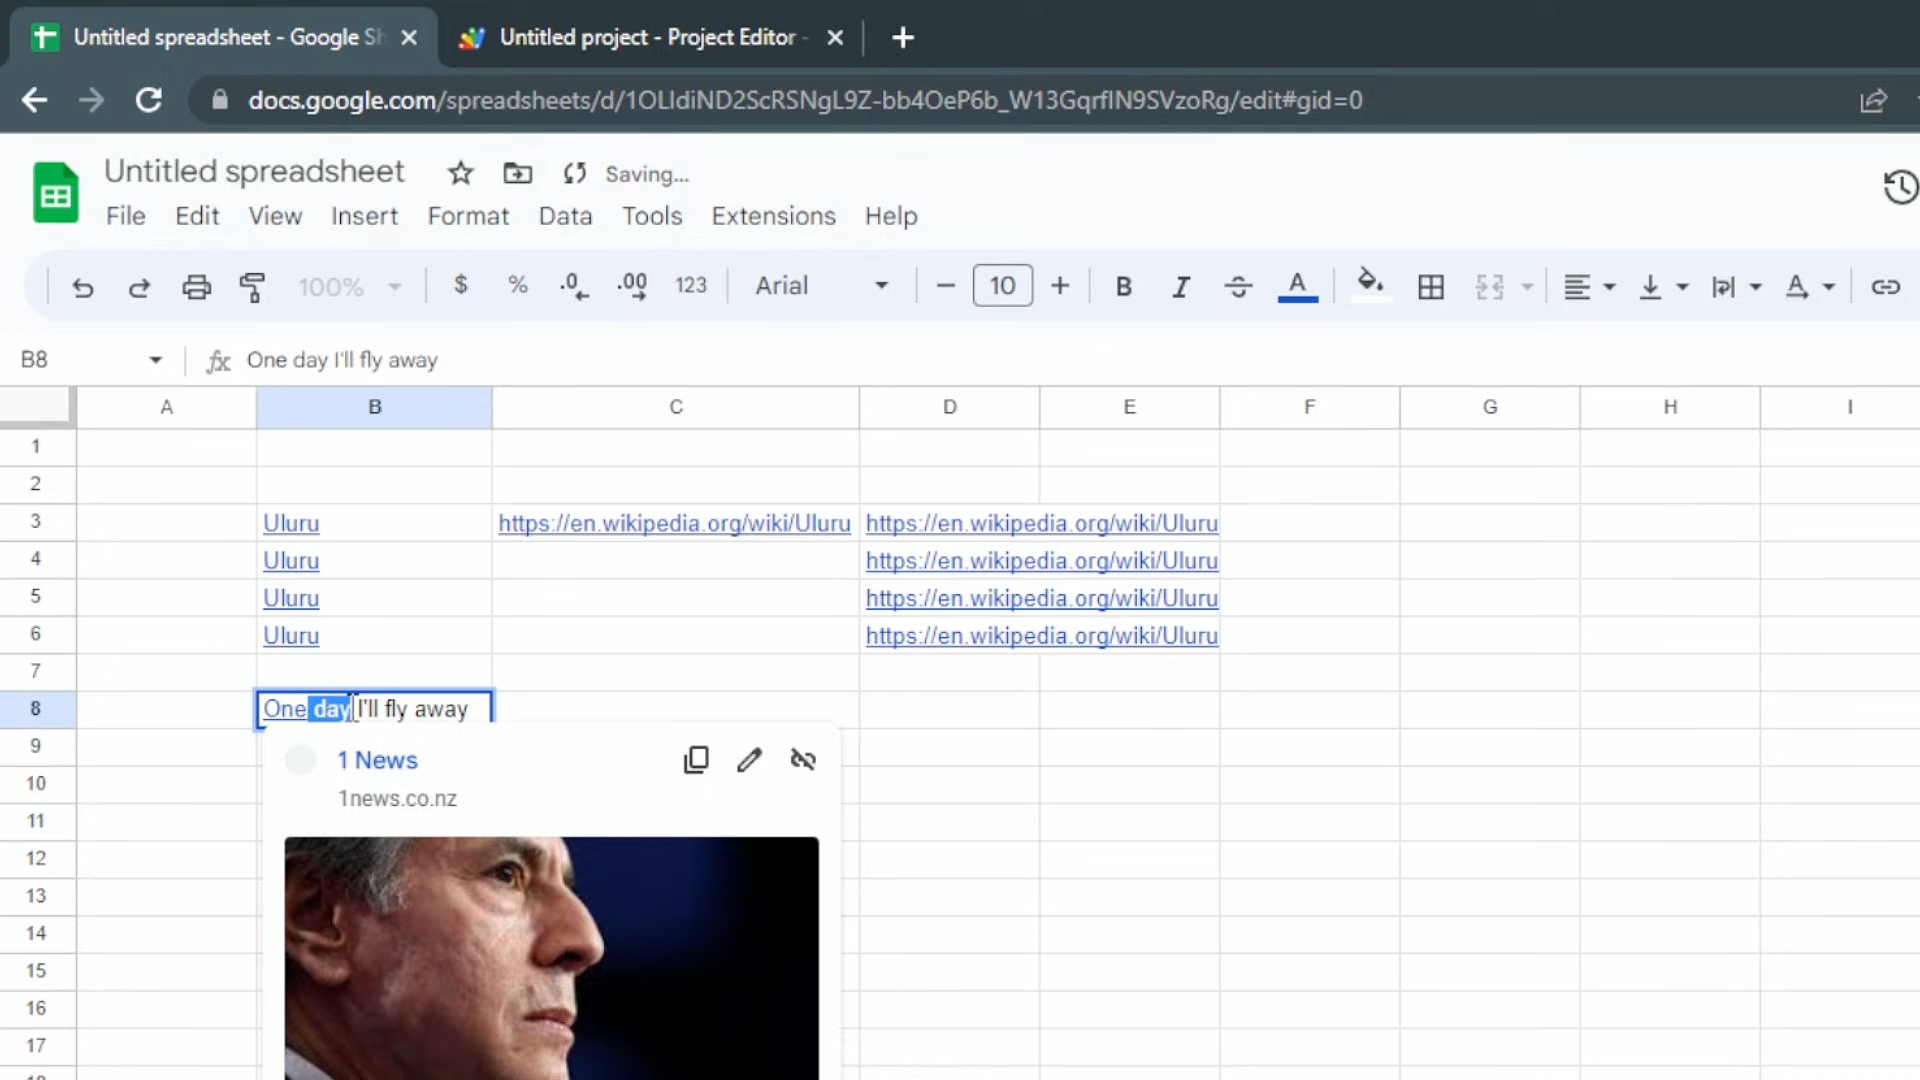 Untitled spreadsheet - Google Sh
Untitled project - Project Editor -
docs.google.com/spreadsheets/d/1OLIdiND2ScRSNgL9Z-bb4OeP6b_W13GqrfIN9SVzoRg/edit#gid=0
Untitled spreadsheet
Saving...
File Edit View Insert Format Data Tools Extensions Help
100% $ % .0 .00 123 Arial 10 B I A A
B8 fx One day I'll fly away
A B C D E F G H I
1
2
3 Uluru https://en.wikipedia.org/wiki/Uluru https://en.wikipedia.org/wiki/Uluru
4 Uluru https://en.wikipedia.org/wiki/Uluru
5 Uluru https://en.wikipedia.org/wiki/Uluru
6 Uluru https://en.wikipedia.org/wiki/Uluru
7
8 One day I'll fly away
9
1 News
10
1news.co.nz
11
12
13
14
15
16
17